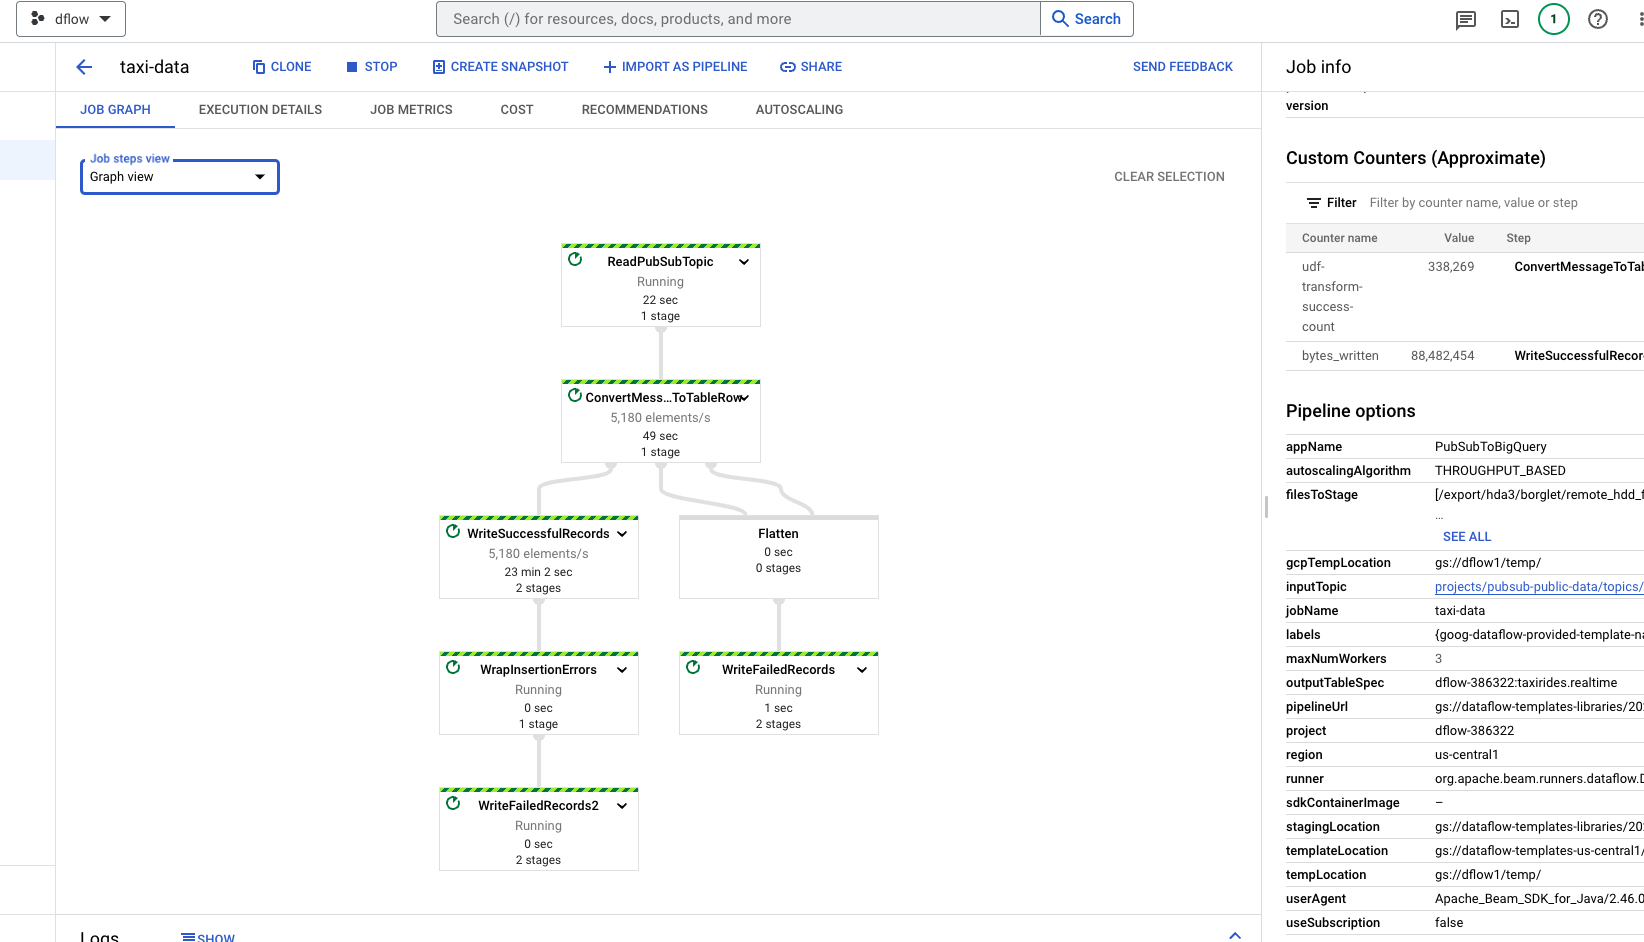 dflow
Search (/) for resources, docs, products, and more
Search
1
taxi-data
CLONE
STOP
CREATE SNAPSHOT
IMPORT AS PIPELINE
SHARE
SEND FEEDBACK
JOB GRAPH
EXECUTION DETAILS
JOB METRICS
COST
RECOMMENDATIONS
AUTOSCALING
Job steps view
Graph view
CLEAR SELECTION
ReadPubSubTopic
Running
22 sec
1 stage
ConvertMess...ToTableRow
5,180 elements/s
49 sec
1 stage
WriteSuccessfulRecords
5,180 elements/s
23 min 2 sec
2 stages
Flatten
0 sec
0 stages
WrapInsertionErrors
Running
0 sec
1 stage
WriteFailedRecords
Running
1 sec
2 stages
WriteFailedRecords2
Running
0 sec
2 stages
Logs
SHOW
Job info
version
Custom Counters (Approximate)
Filter Filter by counter name, value or step
Counter name Value Step
udf-
transform-
success-
count
338,269 ConvertMessageToTab
bytes_written 88,482,454 WriteSuccessfulRecor
Pipeline options
appName PubSubToBigQuery
autoscalingAlgorithm THROUGHPUT_BASED
filesToStage [/export/hda3/borglet/remote_hdd_f
...
SEE ALL
gcpTempLocation gs://dflow1/temp/
inputTopic projects/pubsub-public-data/topics/
jobName taxi-data
labels {goog-dataflow-provided-template-na
maxNumWorkers 3
outputTableSpec dflow-386322:taxirides.realtime
pipelineUrl gs://dataflow-templates-libraries/20
project dflow-386322
region us-central1
runner org.apache.beam.runners.dataflow.D
sdkContainerImage –
stagingLocation gs://dataflow-templates-libraries/20
templateLocation gs://dataflow-templates-us-central1/
tempLocation gs://dflow1/temp/
userAgent Apache_Beam_SDK_for_Java/2.46.0
useSubscription false